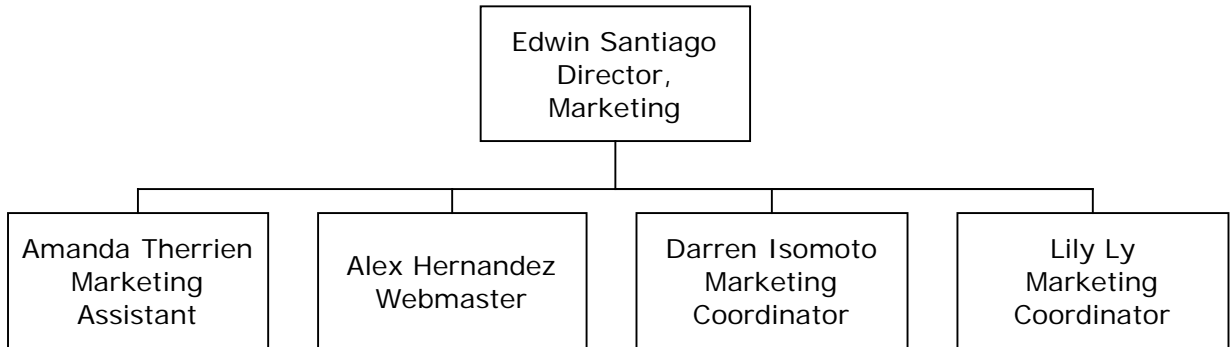 Edwin Santiago
Director,
Marketing
Amanda Therrien
Marketing
Assistant
Alex Hernandez
Webmaster
Darren Isomoto
Marketing
Coordinator
Lily Ly
Marketing
Coordinator